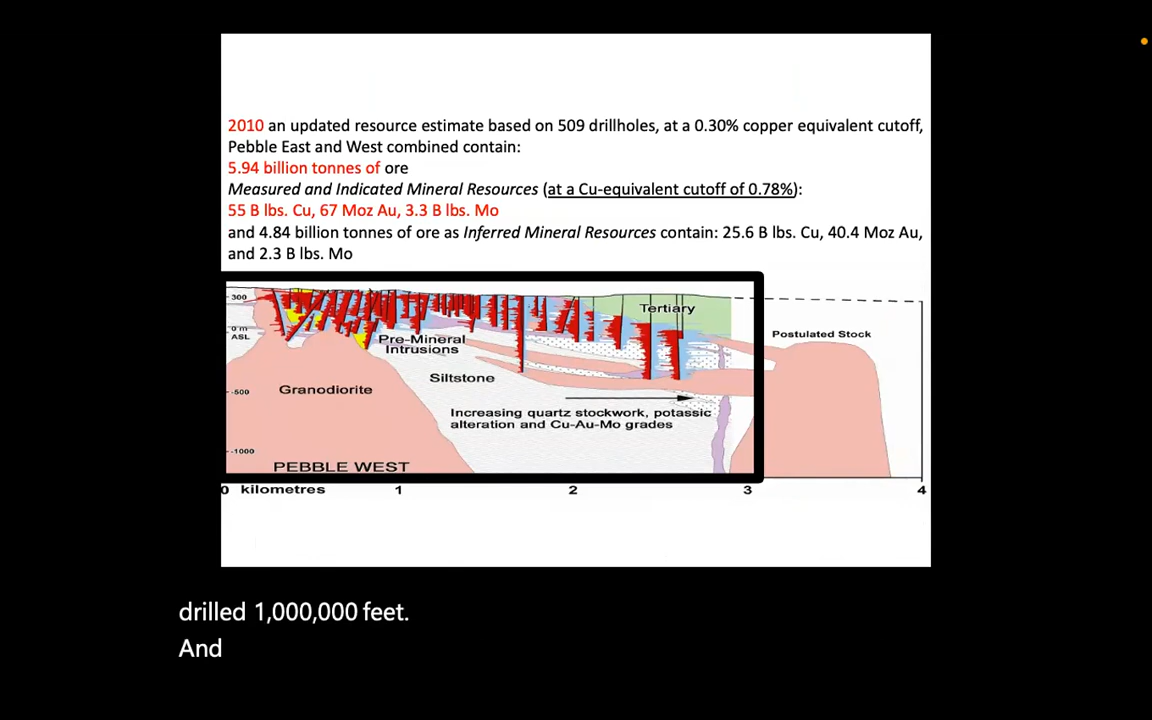 2010 an updated resource estimate based on 509 drillholes, at a 0.30% copper equivalent cutoff,
Pebble East and West combined contain:
5.94 billion tonnes of ore
Measured and Indicated Mineral Resources (at a Cu-equivalent cutoff of 0.78%):
55 B lbs. Cu, 67 Moz Au, 3.3 B lbs. Mo
and 4.84 billion tonnes of ore as Inferred Mineral Resources contain: 25.6 B lbs. Cu, 40.4 Moz Au,
and 2.3 B lbs. Mo
300
Tertiary
0 m
ASL
Postulated Stock
Pre-Mineral
Intrusions
Siltstone
Granodiorite
-500
Increasing quartz stockwork, potassic
alteration and Cu-Au-Mo grades
-1000
PEBBLE WEST
0 kilometres 1 2 3 4
drilled 1,000,000 feet.
And